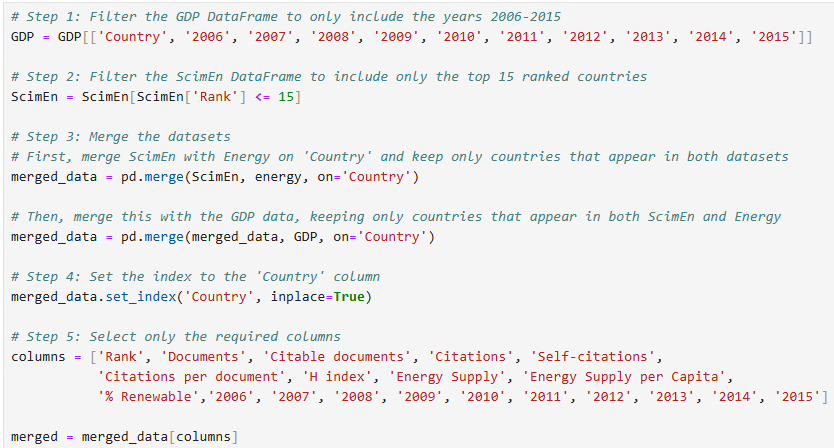 # Step 1: Filter the GDP DataFrame to only include the years 2006-2015
GDP = GDP[['Country', '2006', '2007', '2008', '2009', '2010', '2011', '2012', '2013', '2014', '2015']]
# Step 2: Filter the ScimEn DataFrame to include only the top 15 ranked countries
ScimEn = ScimEn[ScimEn['Rank'] <= 15]
# Step 3: Merge the datasets
# First, merge ScimEn with Energy on 'Country' and keep only countries that appear in both datasets
merged_data = pd.merge(ScimEn, energy, on='Country')
# Then, merge this with the GDP data, keeping only countries that appear in both ScimEn and Energy
merged_data = pd.merge(merged_data, GDP, on='Country')
# Step 4: Set the index to the 'Country' column
merged_data.set_index('Country', inplace=True)
# Step 5: Select only the required columns
columns = ['Rank', 'Documents', 'Citable documents', 'Citations', 'Self-citations',
'Citations per document', 'H index', 'Energy Supply', 'Energy Supply per Capita',
'% Renewable','2006', '2007', '2008', '2009', '2010', '2011', '2012', '2013', '2014', '2015']
merged = merged_data[columns]